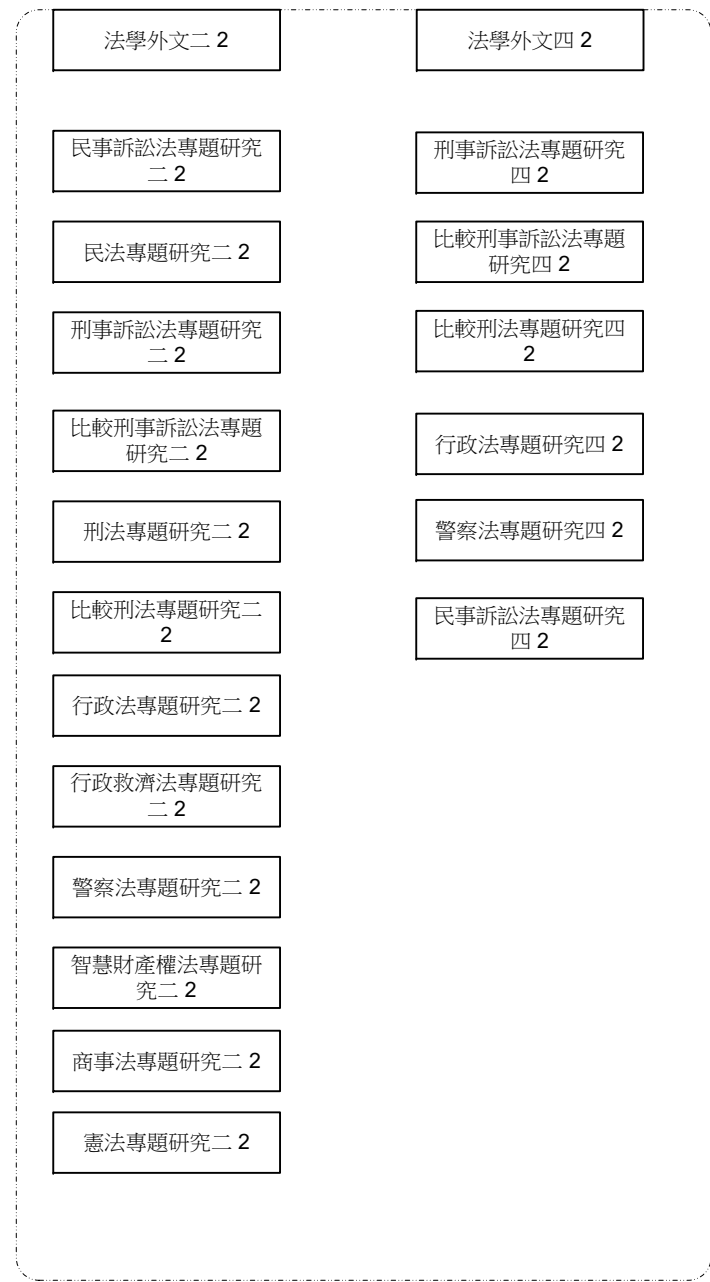 法學外文二 2
民事訴訟法專題研究
二 2
民法專題研究二 2
刑事訴訟法專題研究
二 2
比較刑事訴訟法專題
研究二 2
刑法專題研究二 2
比較刑法專題研究二
2
行政法專題研究二 2
行政救濟法專題研究
二 2
警察法專題研究二 2
智慧財產權法專題研
究二 2
商事法專題研究二 2
憲法專題研究二 2
法學外文四 2
刑事訴訟法專題研究
四 2
比較刑事訴訟法專題
研究四 2
比較刑法專題研究四
2
行政法專題研究四 2
警察法專題研究四 2
民事訴訟法專題研究
四 2